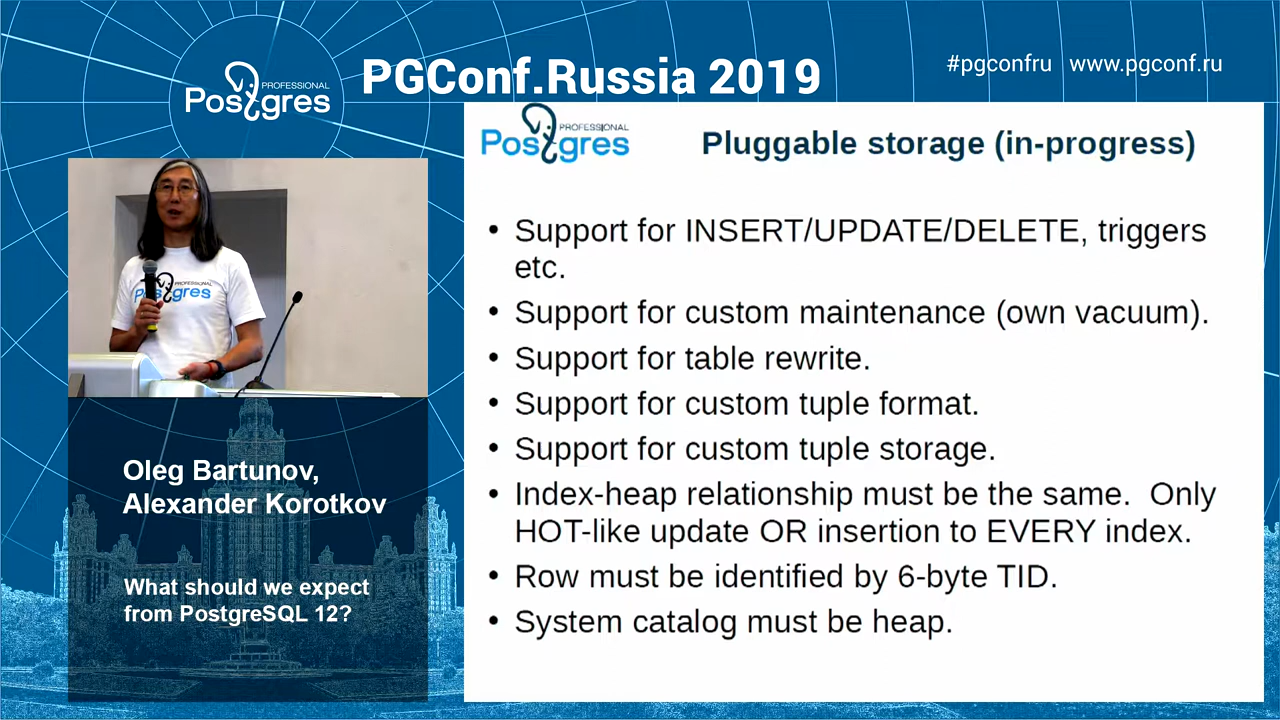 PROFESSIONAL
Postgres
PGConf.Russia 2019
#pgconfru www.pgconf.ru
PROFESSIONAL
Postgres
Pluggable storage (in-progress)
• Support for INSERT/UPDATE/DELETE, triggers
etc.
• Support for custom maintenance (own vacuum).
• Support for table rewrite.
• Support for custom tuple format.
• Support for custom tuple storage.
• Index-heap relationship must be the same. Only
HOT-like update OR insertion to EVERY index.
• Row must be identified by 6-byte TID.
• System catalog must be heap.
PROFESSIONAL
Postgres
Oleg Bartunov,
Alexander Korotkov
What should we expect
from PostgreSQL 12?